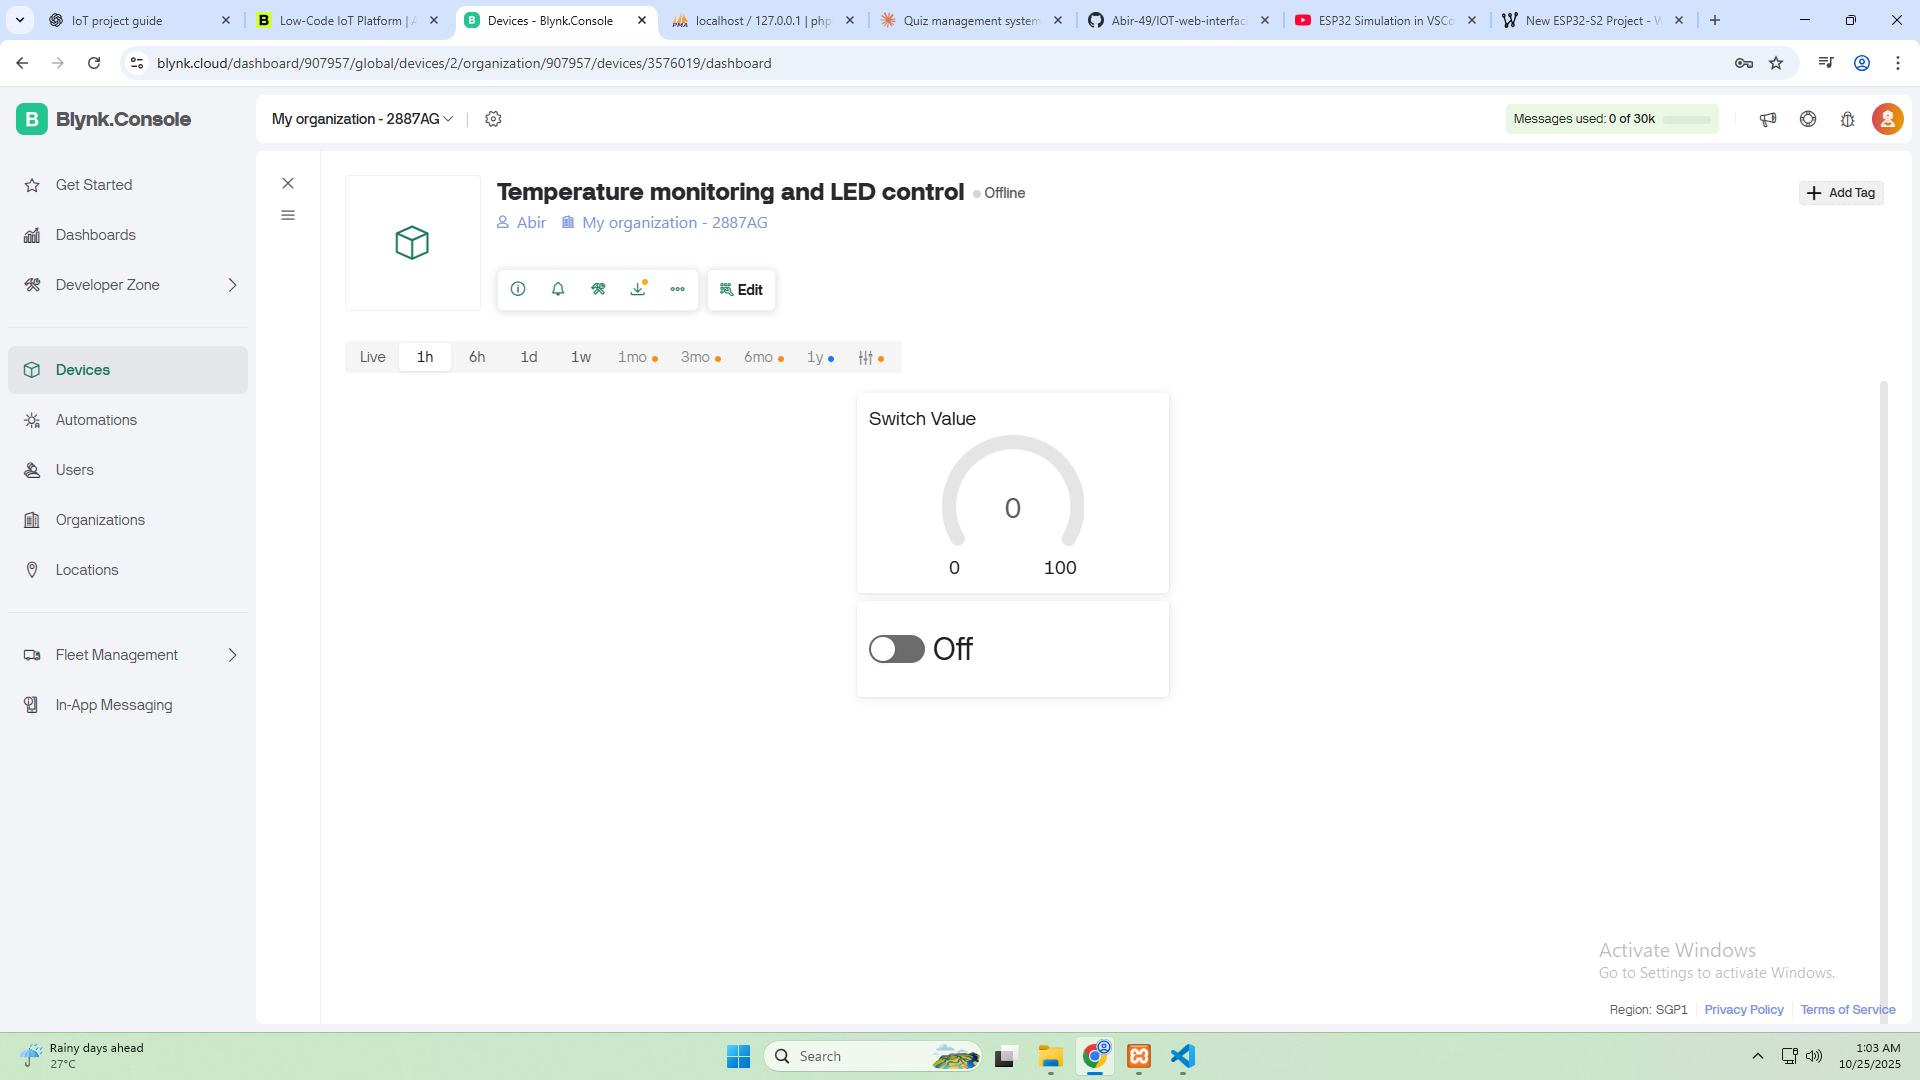 IoT project guide
Low-Code IoT Platform | A
Devices - Blynk.Console
localhost / 127.0.0.1 | php
Quiz management system
Abir-49/IOT-web-interfac
ESP32 Simulation in VSCo
New ESP32-S2 Project - W
blynk.cloud/dashboard/907957/global/devices/2/organization/907957/devices/3576019/dashboard
B Blynk.Console
My organization - 2887AG
Messages used: 0 of 30k
Get Started
Dashboards
Developer Zone
Devices
Automations
Users
Organizations
Locations
Fleet Management
In-App Messaging
Temperature monitoring and LED control
Offline
Add Tag
Abir
My organization - 2887AG
Edit
Live 1h 6h 1d 1w 1mo 3mo 6mo 1y
Switch Value
0
0 100
Off
Activate Windows
Go to Settings to activate Windows.
Region: SGP1 Privacy Policy Terms of Service
Rainy days ahead
27°C
Search
1:03 AM
10/25/2025